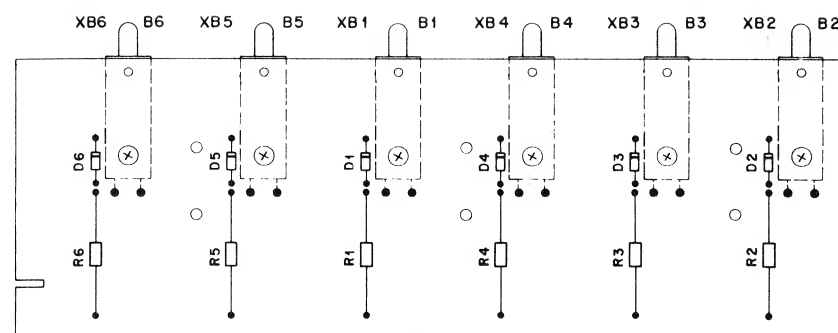 XB6 B6 XB5 B5 XB1 B1 XB4 B4 XB3 B3 XB2 B2
D6 D5 D1 D4 D3 D2
R6 R5 R1 R4 R3 R2